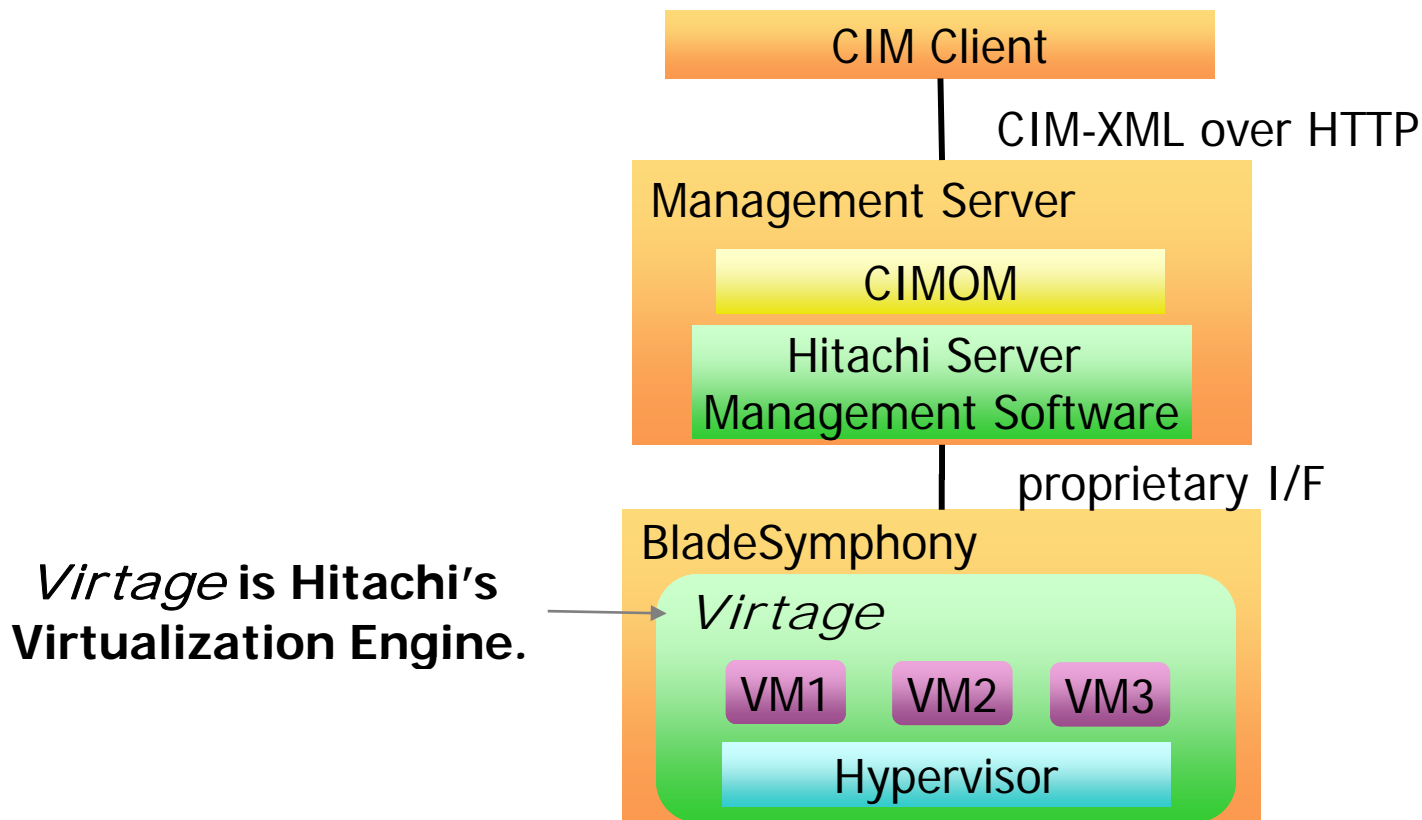 CIM Client
CIM-XML over HTTP
Management Server
CIMOM
Hitachi Server
Management Software
proprietary I/F
BladeSymphony
Virtage is Hitachi's
Virtualization Engine.
Virtage
VM1
VM2
VM3
Hypervisor